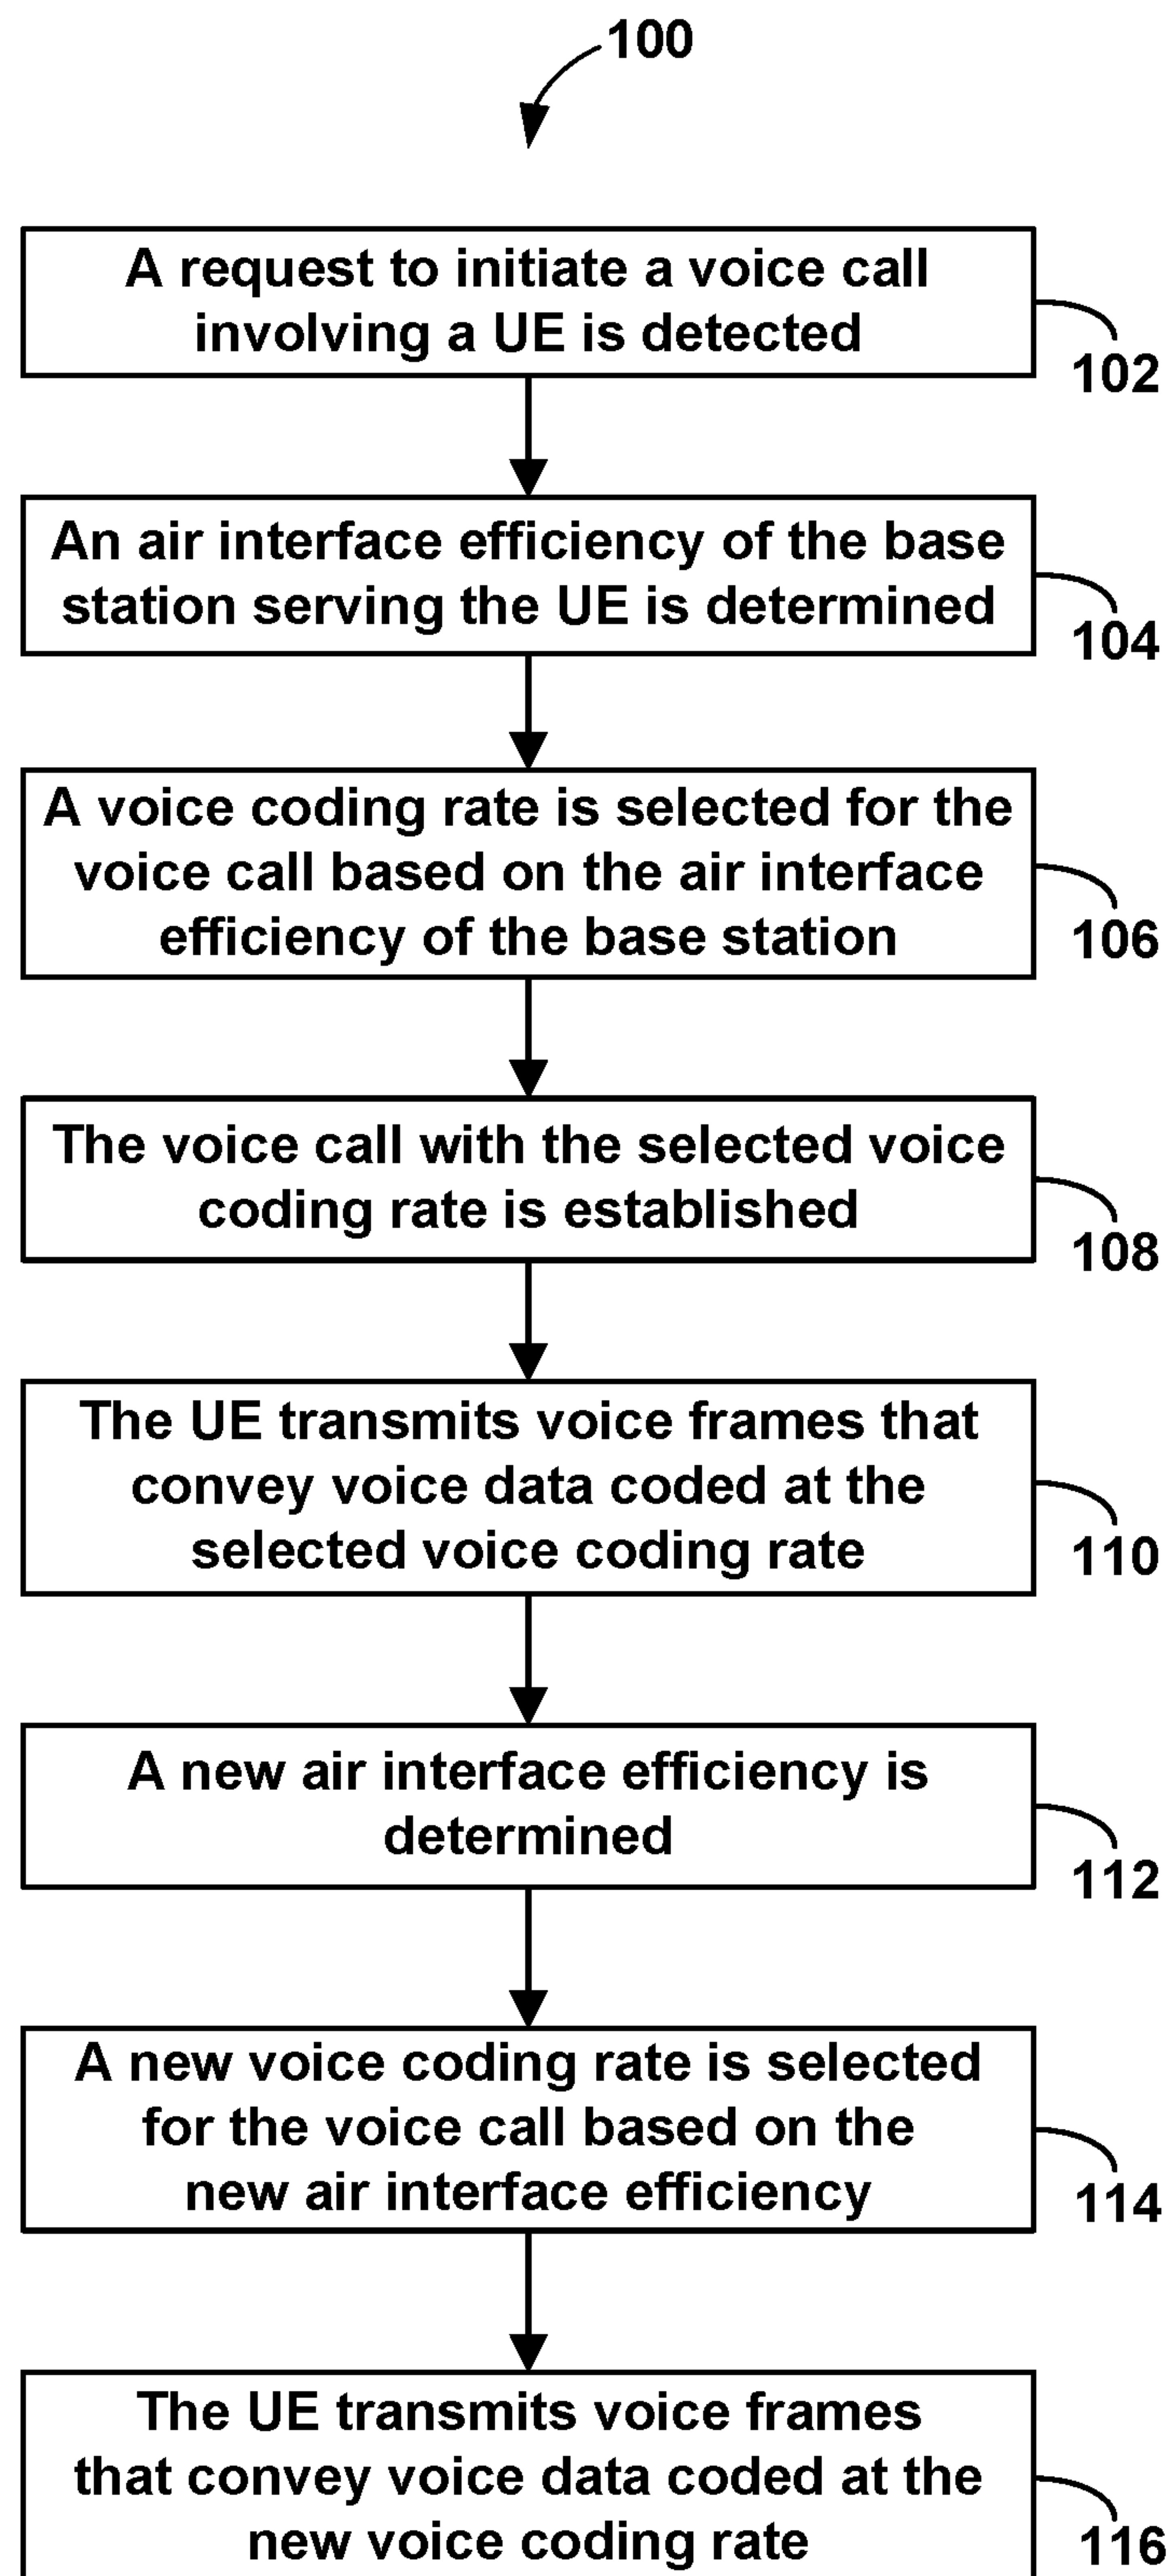 100
A request to initiate a voice call
involving a UE is detected
102
An air interface efficiency of the base
station serving the UE is determined
104
A voice coding rate is selected for the
voice call based on the air interface
efficiency of the base station
106
The voice call with the selected voice
coding rate is established
108
The UE transmits voice frames that
convey voice data coded at the
selected voice coding rate
110
A new air interface efficiency is
determined
112
A new voice coding rate is selected
for the voice call based on the
new air interface efficiency
114
The UE transmits voice frames
that convey voice data coded at the
new voice coding rate
116